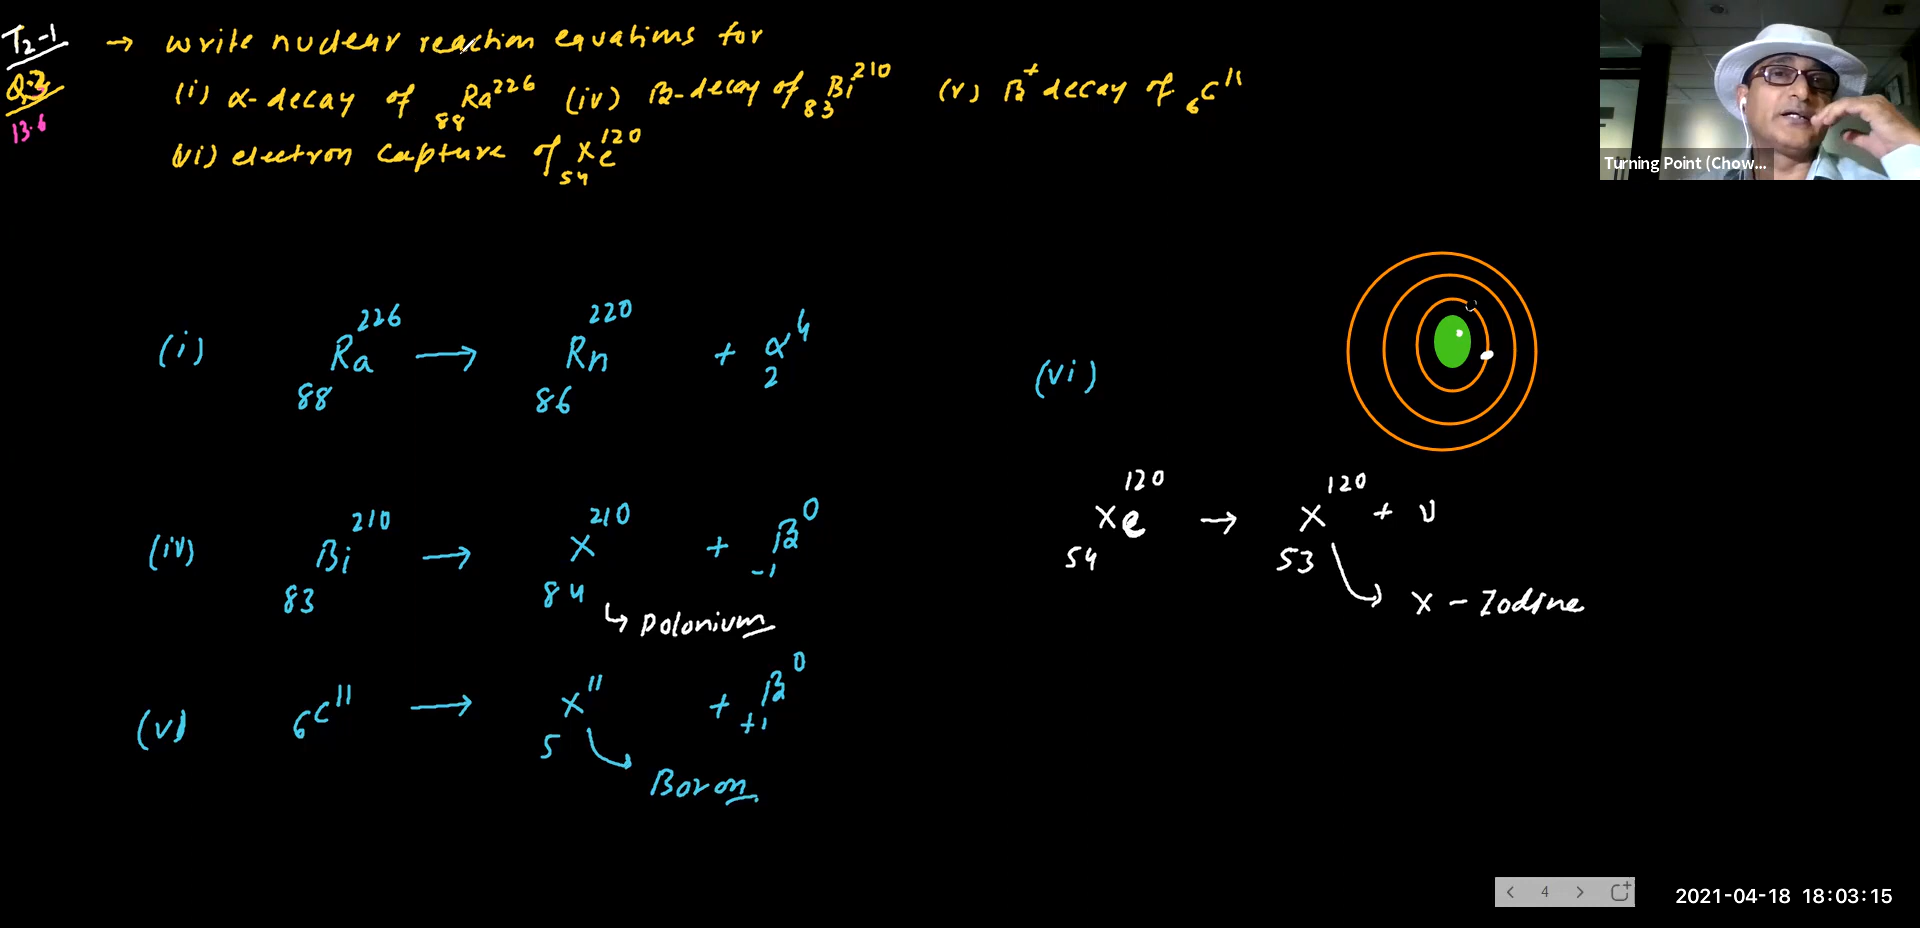 T2-1 → write nuclear reaction equations for
Q.3 (i) α-decay of 88Ra226 (iv) β-decay of 83Bi210 (v) β+ decay of 6C11
13.6 (vi) electron capture of 54Xe120
Turning Point (Chow...
(i) 88Ra226 → 86Rn220 + 2α4
(iv) 83Bi210 → 84X210 + -1β0
↳ Polonium
(v) 6C11 → 5X11 + +1β0
Boron
(vi)
54Xe120 → 53X120 + ν
X - Iodine
4
2021-04-18 18:03:15